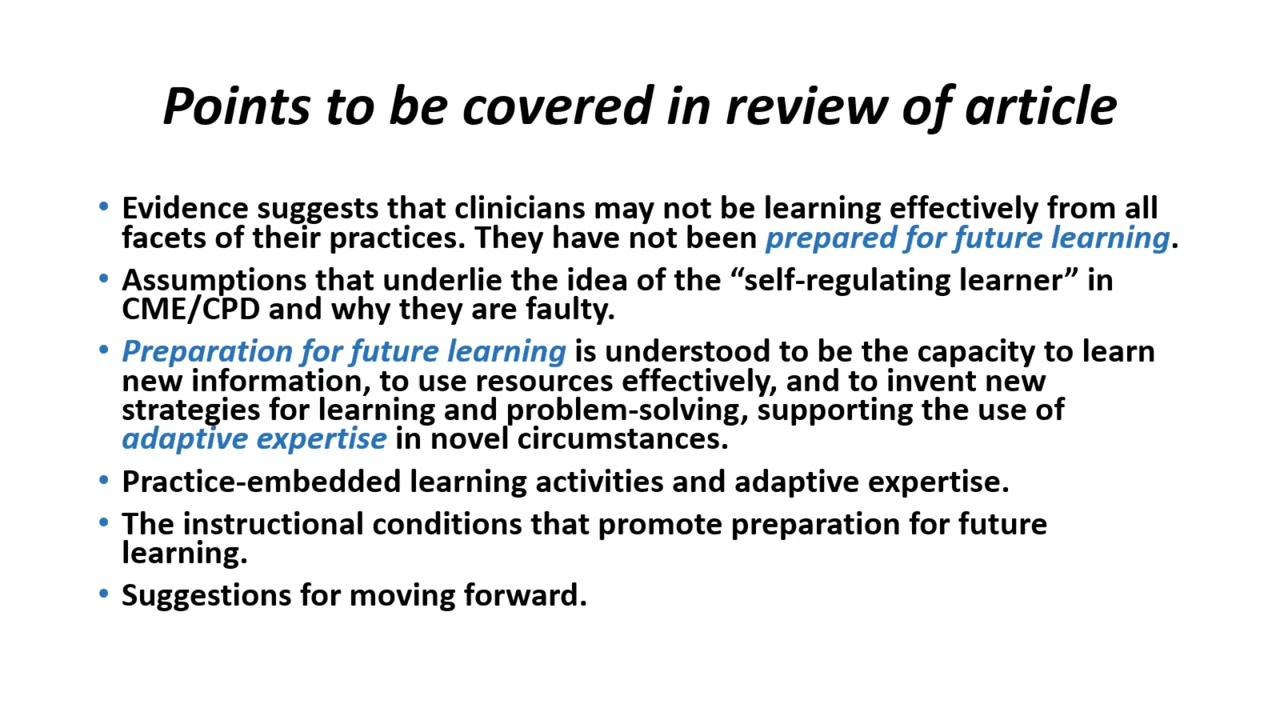 Points to be covered in review of article
• Evidence suggests that clinicians may not be learning effectively from all
facets of their practices. They have not been prepared for future learning.
• Assumptions that underlie the idea of the “self-regulating learner” in
CME/CPD and why they are faulty.
• Preparation for future learning is understood to be the capacity to learn
new information, to use resources effectively, and to invent new
strategies for learning and problem-solving, supporting the use of
adaptive expertise in novel circumstances.
• Practice-embedded learning activities and adaptive expertise.
• The instructional conditions that promote preparation for future
learning.
• Suggestions for moving forward.